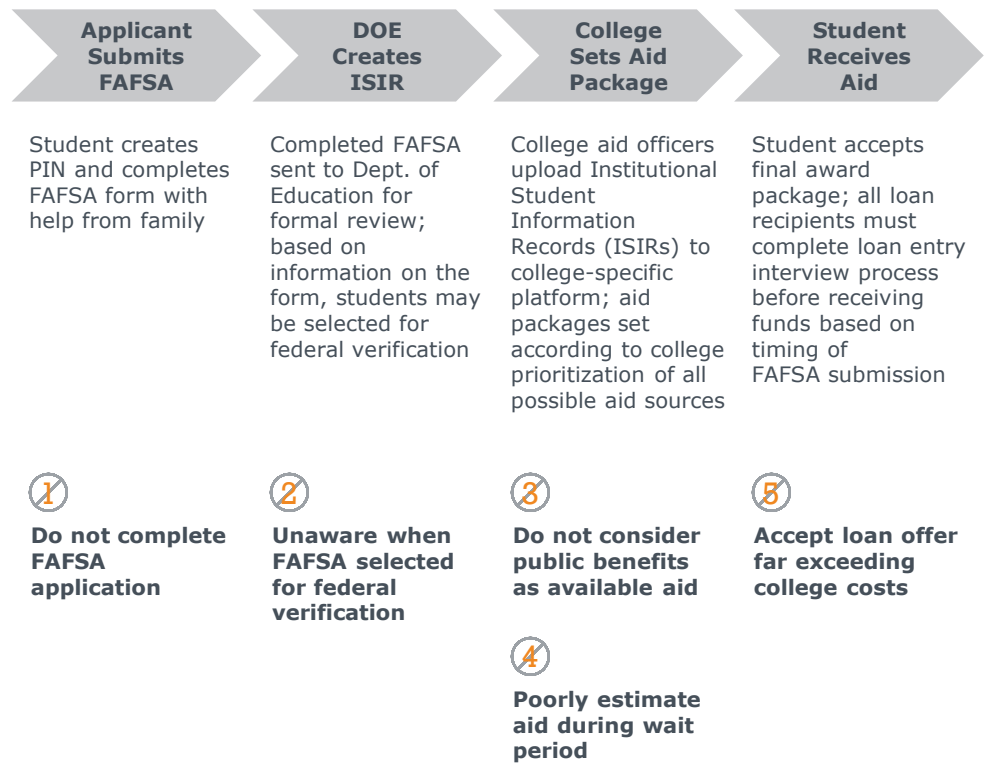 Applicant
Submits
FAFSA
DOE
Creates
ISIR
College
Sets Aid
Package
Student
Receives
Aid
Student creates
PIN and completes
FAFSA form with
help from family
Completed FAFSA
sent to Dept. of
Education for
formal review;
based on
information on the
form, students may
be selected for
federal verification
College aid officers
upload Institutional
Student
Information
Records (ISIRs) to
college-specific
platform; aid
packages set
according to college
prioritization of all
possible aid sources
Student accepts
final award
package; all loan
recipients must
complete loan entry
interview process
before receiving
funds based on
timing of
FAFSA submission
1
Do not complete
FAFSA
application
2
Unaware when
FAFSA selected
for federal
verification
3
Do not consider
public benefits
as available aid
4
Poorly estimate
aid during wait
period
5
Accept loan offer
far exceeding
college costs